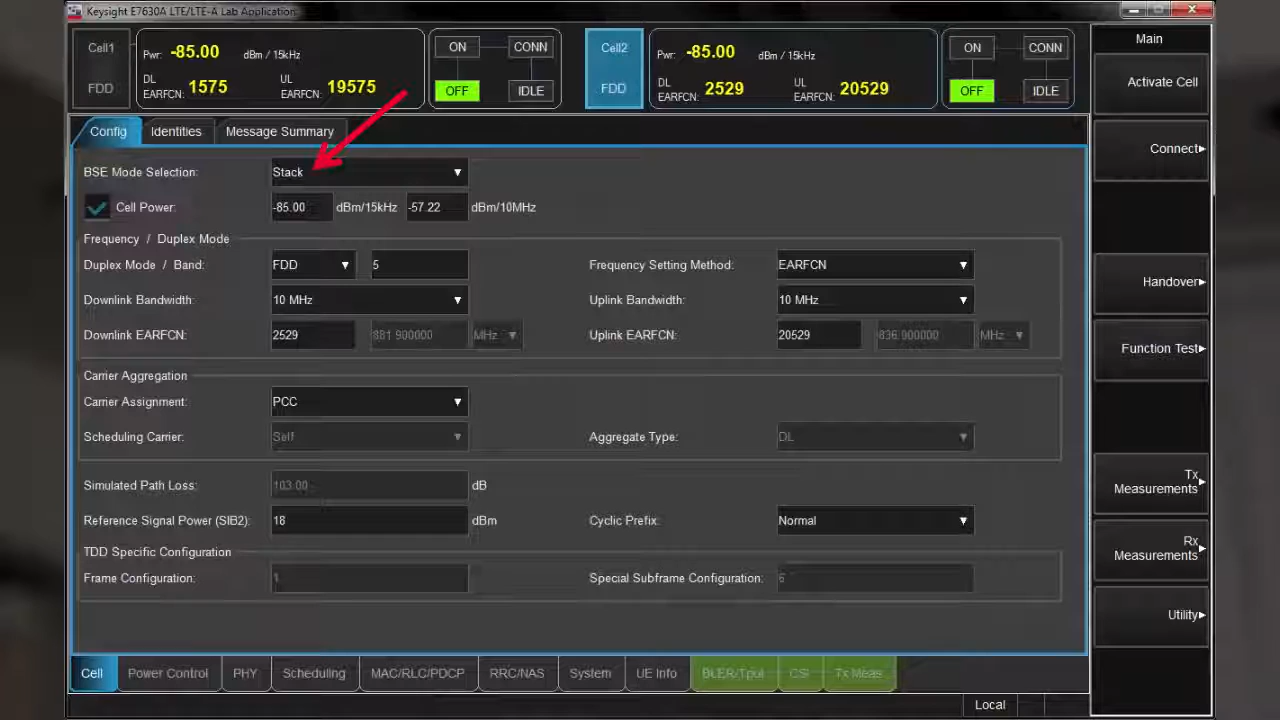 Keysight E7630A LTE/LTE-A Lab Application
Cell1
FDD
Pwr: -85.00 dBm / 15kHz
DL EARFCN: 1575
UL EARFCN: 19575
ON
CONN
OFF
IDLE
Cell2
FDD
Pwr: -85.00 dBm / 15kHz
DL EARFCN: 2529
UL EARFCN: 20529
ON
CONN
OFF
IDLE
Main
Activate Cell
Connect
Handover
Function Test
Tx Measurements
Rx Measurements
Utility
Config Identities Message Summary
BSE Mode Selection: Stack
Cell Power: -85.00 dBm/15kHz -57.22 dBm/10MHz
Frequency / Duplex Mode
Duplex Mode / Band: FDD 5 Frequency Setting Method: EARFCN
Downlink Bandwidth: 10 MHz Uplink Bandwidth: 10 MHz
Downlink EARFCN: 2529 881.900000 MHz Uplink EARFCN: 20529 836.900000 MHz
Carrier Aggregation
Carrier Assignment: PCC
Scheduling Carrier: Self Aggregate Type: DL
Simulated Path Loss: 103.00 dB
Reference Signal Power (SIB2): 18 dBm Cyclic Prefix: Normal
TDD Specific Configuration
Frame Configuration: 1 Special Subframe Configuration: 6
Cell Power Control PHY Scheduling MAC/RLC/PDCP RRC/NAS System UE Info BLER/Tput CSI Tx Meas
Local